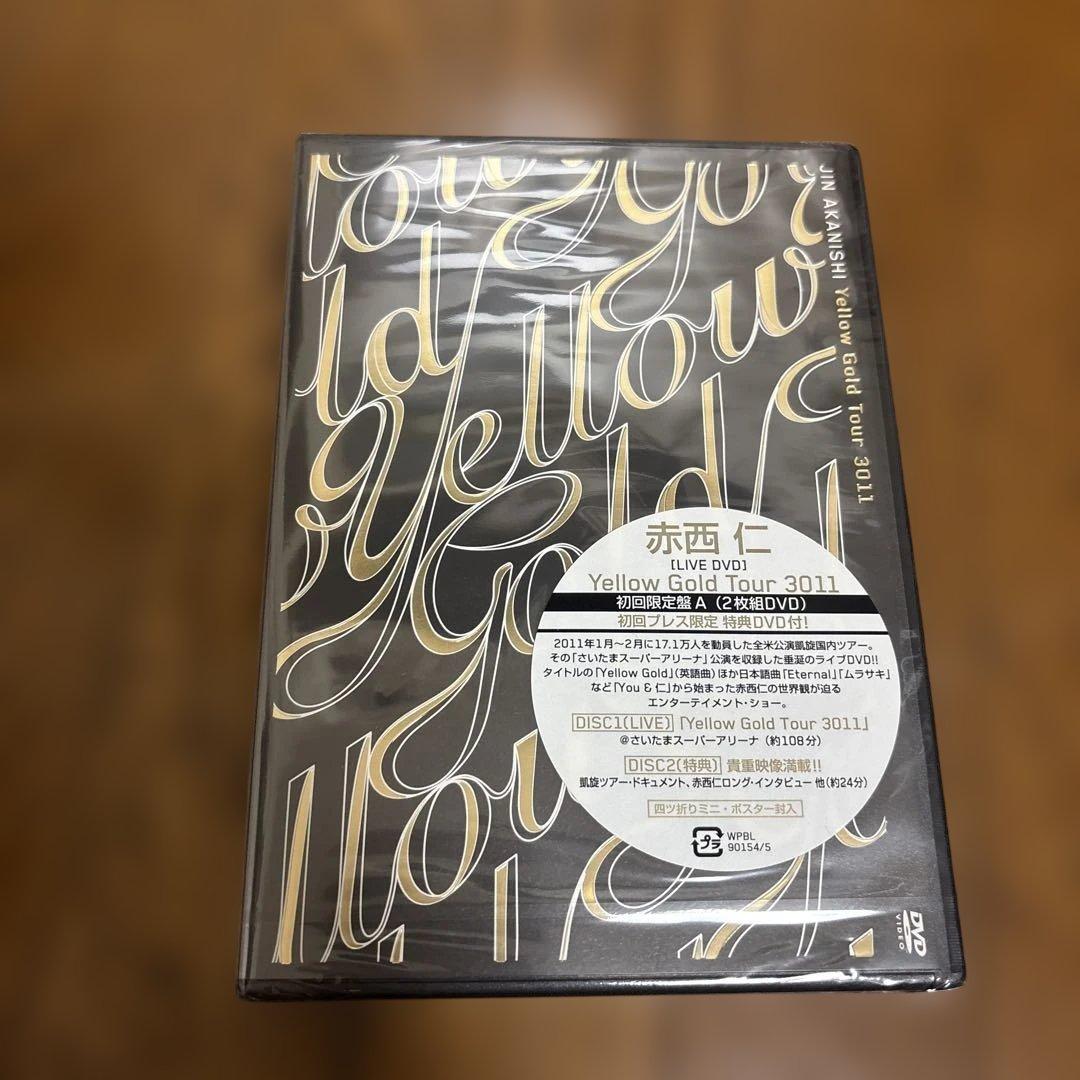 JIN AKANISHI Yellow Gold Tour 3011
Yellow
Gold
赤西 仁
[LIVE DVD]
Yellow Gold Tour 3011
初回限定盤 A（2枚組DVD）
初回プレス限定 特典DVD付!
2011年1月～2月に17.1万人を動員した全米公演凱旋国内ツアー。
その「さいたまスーパーアリーナ」公演を収録した垂涎のライブDVD!!
タイトルの「Yellow Gold」（英語曲）ほか日本語曲「Eternal」「ムラサキ」
など「You & 仁」から始まった赤西仁の世界観が迫る
エンターテイメント・ショー。
DISC1(LIVE)「Yellow Gold Tour 3011」
@さいたまスーパーアリーナ（約108分）
DISC2(特典) 貴重映像満載!!
凱旋ツアー・ドキュメント、赤西仁ロング・インタビュー 他（約24分）
四ツ折りミニ・ポスター封入
プラ
WPBL
90154/5
DVD
VIDEO